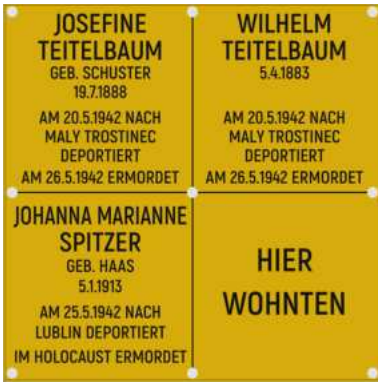 JOSEFINE
TEITELBAUM
GEB. SCHUSTER
19.7.1888
AM 20.5.1942 NACH
MALY TROSTINEC
DEPORTIERT
AM 26.5.1942 ERMORDET
WILHELM
TEITELBAUM
5.4.1883
AM 20.5.1942 NACH
MALY TROSTINEC
DEPORTIERT
AM 26.5.1942 ERMORDET
JOHANNA MARIANNE
SPITZER
GEB. HAAS
5.1.1913
AM 25.5.1942 NACH
LUBLIN DEPORTIERT
IM HOLOCAUST ERMORDET
HIER
WOHNTEN